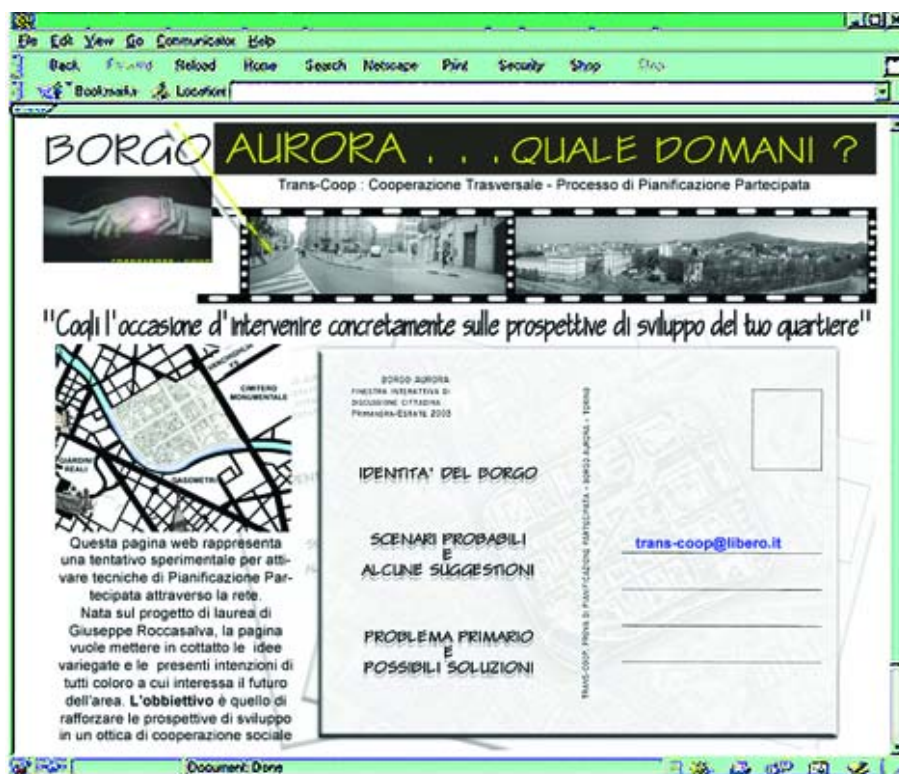 File Edit View Go Communicator Help
Back Forward Reload Home Search Netscape Print Security Shop Stop
Bookmarks Location
BORGO AURORA . . . QUALE DOMANI ?
Trans-Coop : Cooperazione Trasversale - Processo di Pianificazione Partecipata
"Cogli l'occasione d'intervenire concretamente sulle prospettive di sviluppo del tuo quartiere"
VANCHIGLIA
CIMITERO
MONUMENTALE
GIARDINI
REALI
GASOMETRI
Questa pagina web rappresenta
una tentativo sperimentale per atti-
vare tecniche di Pianificazione Par-
tecipata attraverso la rete.
Nata sul progetto di laurea di
Giuseppe Roccasalva, la pagina
vuole mettere in cottatto le idee
variegate e le presenti intenzioni di
tutti coloro a cui interessa il futuro
dell'area. L'obbiettivo è quello di
rafforzare le prospettive di sviluppo
in un ottica di cooperazione sociale
BORGO AURORA
FINESTRA INTERATTIVA DI
DISCUSSIONE CITTADINA
PRIMAVERA-ESTATE 2003
IDENTITA' DEL BORGO
SCENARI PROBABILI
E
ALCUNE SUGGESTIONI
PROBLEMA PRIMARIO
E
POSSIBILI SOLUZIONI
TRANS-COOP, PROVA DI PIANIFICAZIONE PARTECIPATA - BORGO AURORA - TORINO
trans-coop@libero.it
Document: Done